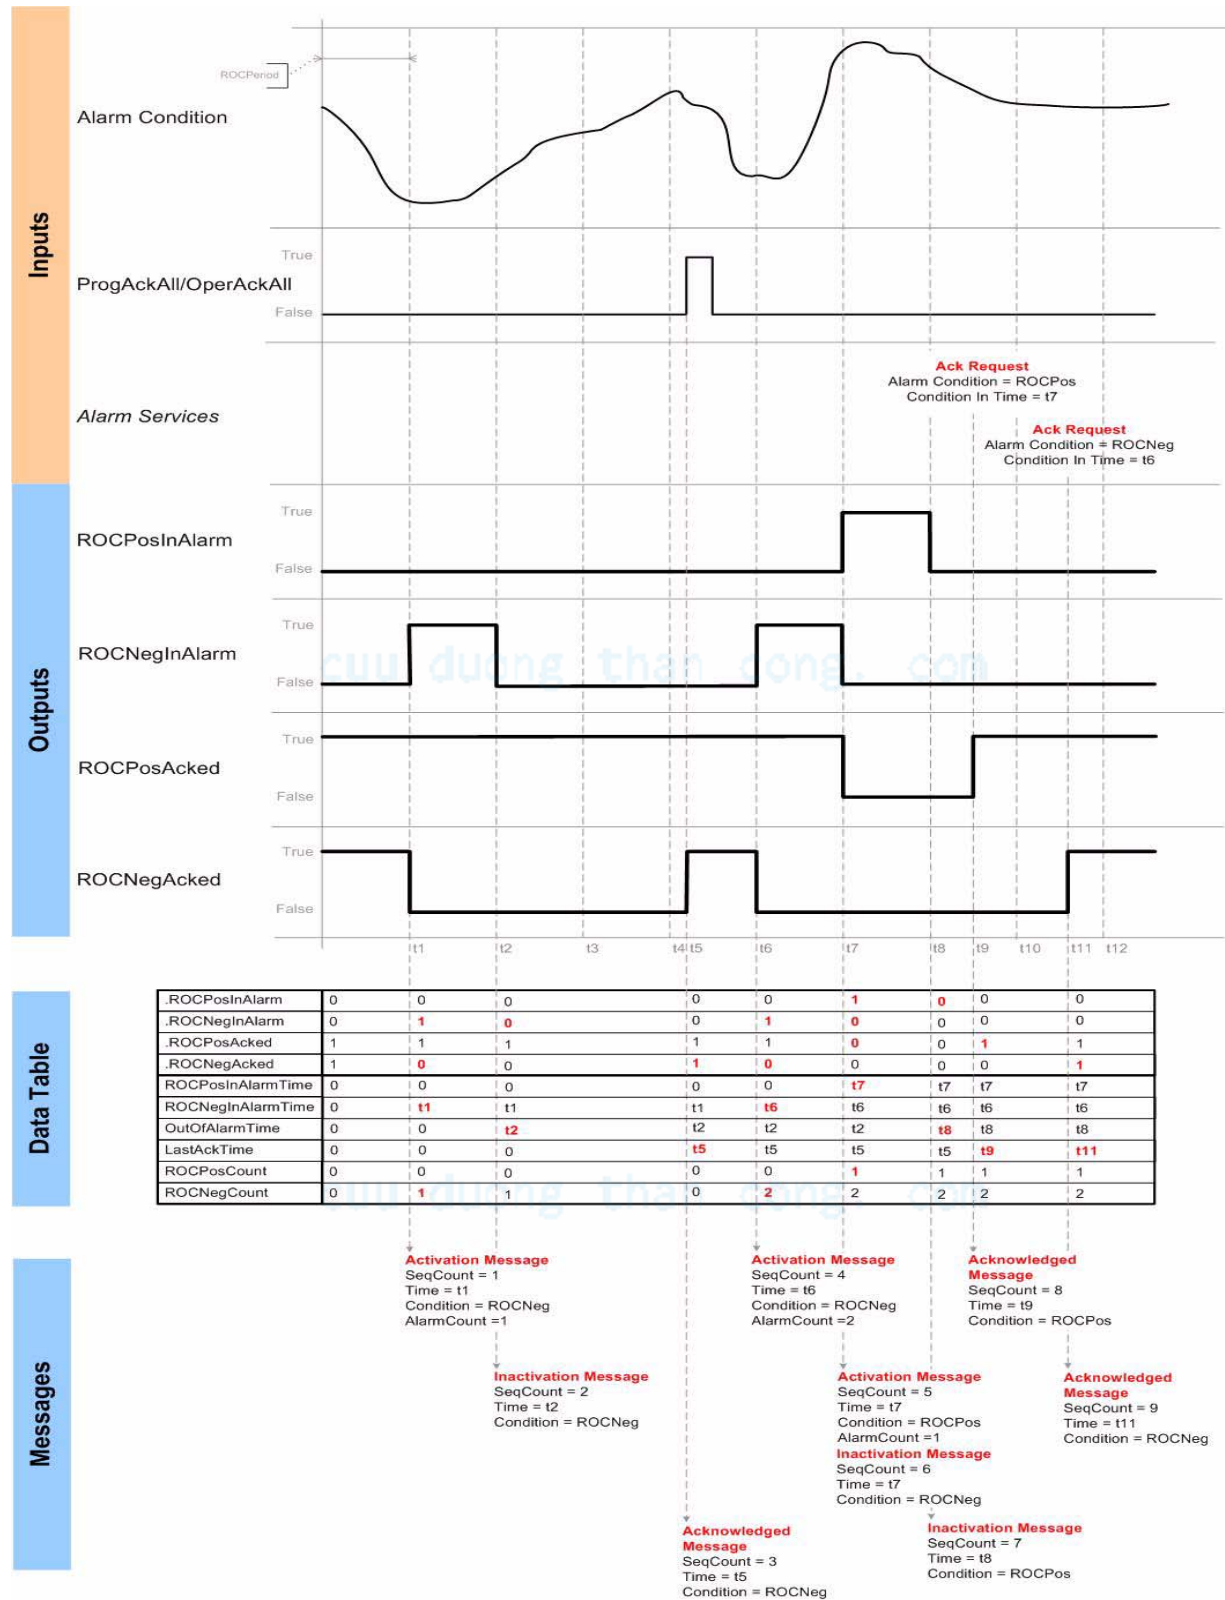 Inputs
ROCPeriod
Alarm Condition
True
ProgAckAll/OperAckAll
False
Alarm Services
Ack Request
Alarm Condition = ROCPos
Condition In Time = t7
Ack Request
Alarm Condition = ROCNeg
Condition In Time = t6
Outputs
True
ROCPosInAlarm
False
True
ROCNegInAlarm
False
cuu duong than cong. com
True
ROCPosAcked
False
True
ROCNegAcked
False
t1 t2 t3 t4 t5 t6 t7 t8 t9 t10 t11 t12
Data Table
.ROCPosInAlarm 0 0 0 0 0 1 0 0 0
.ROCNegInAlarm 0 1 0 0 1 0 0 0 0
.ROCPosAcked 1 1 1 1 1 0 0 1 1
.ROCNegAcked 1 0 0 1 0 0 0 0 1
ROCPosInAlarmTime 0 0 0 0 0 t7 t7 t7 t7
ROCNegInAlarmTime 0 t1 t1 t1 t6 t6 t6 t6 t6
OutOfAlarmTime 0 0 t2 t2 t2 t2 t8 t8 t8
LastAckTime 0 0 0 t5 t5 t5 t5 t9 t11
ROCPosCount 0 0 0 0 0 1 1 1 1
ROCNegCount 0 1 1 0 2 2 2 2 2
cuu duong than cong. com
Messages
Activation Message
SeqCount = 1
Time = t1
Condition = ROCNeg
AlarmCount =1
Inactivation Message
SeqCount = 2
Time = t2
Condition = ROCNeg
Acknowledged
Message
SeqCount = 3
Time = t5
Condition = ROCNeg
Activation Message
SeqCount = 4
Time = t6
Condition = ROCNeg
AlarmCount =2
Activation Message
SeqCount = 5
Time = t7
Condition = ROCPos
AlarmCount =1
Inactivation Message
SeqCount = 6
Time = t7
Condition = ROCNeg
Inactivation Message
SeqCount = 7
Time = t8
Condition = ROCPos
Acknowledged
Message
SeqCount = 8
Time = t9
Condition = ROCPos
Acknowledged
Message
SeqCount = 9
Time = t11
Condition = ROCNeg